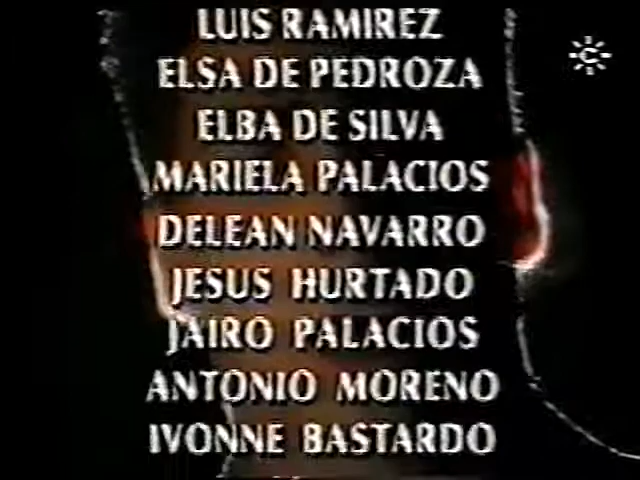 LUIS RAMIREZ
ELSA DE PEDROZA
ELBA DE SILVA
MARIELA PALACIOS
DELEAN NAVARRO
JESUS HURTADO
JAIRO PALACIOS
ANTONIO MORENO
IVONNE BASTARDO